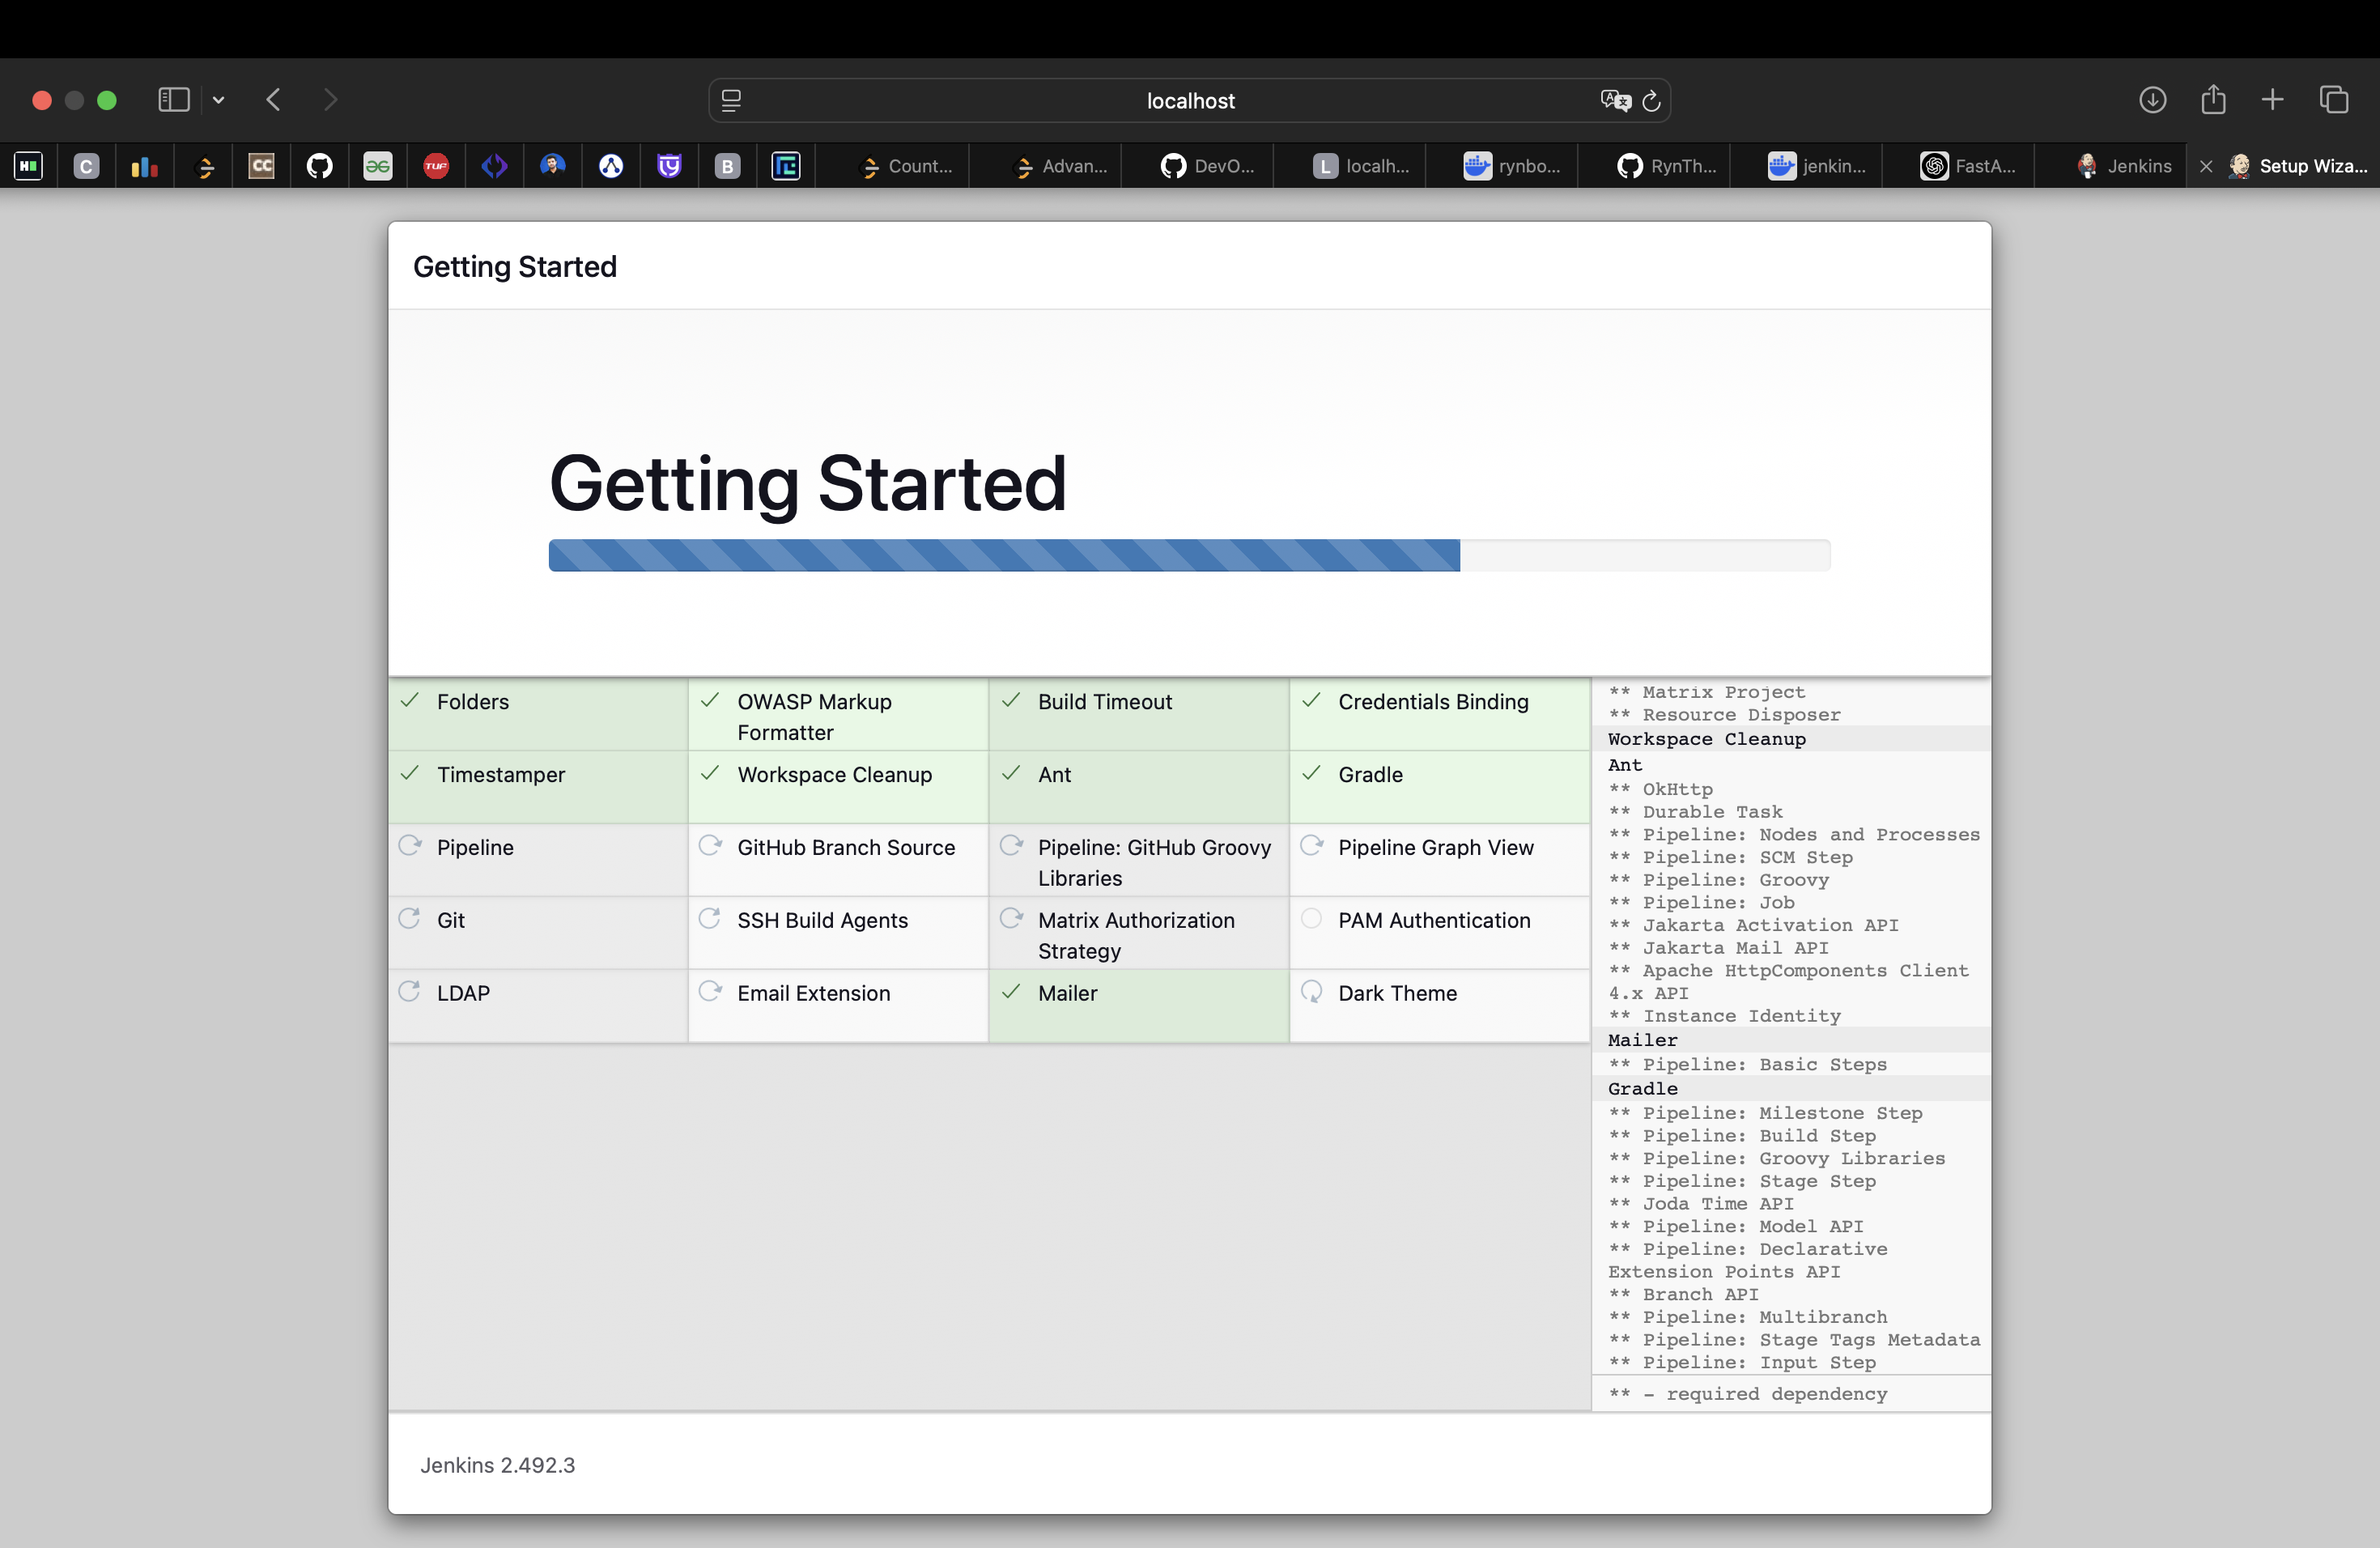 localhost
C
CC
TUF
B
Count...
Advan...
DevO...
L localh...
rynbo...
RynTh...
jenkin...
FastA...
Jenkins
Setup Wiza...
Getting Started
Getting Started
Folders
OWASP Markup
Formatter
Build Timeout
Credentials Binding
Timestamper
Workspace Cleanup
Ant
Gradle
Pipeline
GitHub Branch Source
Pipeline: GitHub Groovy
Libraries
Pipeline Graph View
Git
SSH Build Agents
Matrix Authorization
Strategy
PAM Authentication
LDAP
Email Extension
Mailer
Dark Theme
** Matrix Project
** Resource Disposer
Workspace Cleanup
Ant
** OkHttp
** Durable Task
** Pipeline: Nodes and Processes
** Pipeline: SCM Step
** Pipeline: Groovy
** Pipeline: Job
** Jakarta Activation API
** Jakarta Mail API
** Apache HttpComponents Client
4.x API
** Instance Identity
Mailer
** Pipeline: Basic Steps
Gradle
** Pipeline: Milestone Step
** Pipeline: Build Step
** Pipeline: Groovy Libraries
** Pipeline: Stage Step
** Joda Time API
** Pipeline: Model API
** Pipeline: Declarative
Extension Points API
** Branch API
** Pipeline: Multibranch
** Pipeline: Stage Tags Metadata
** Pipeline: Input Step
** - required dependency
Jenkins 2.492.3